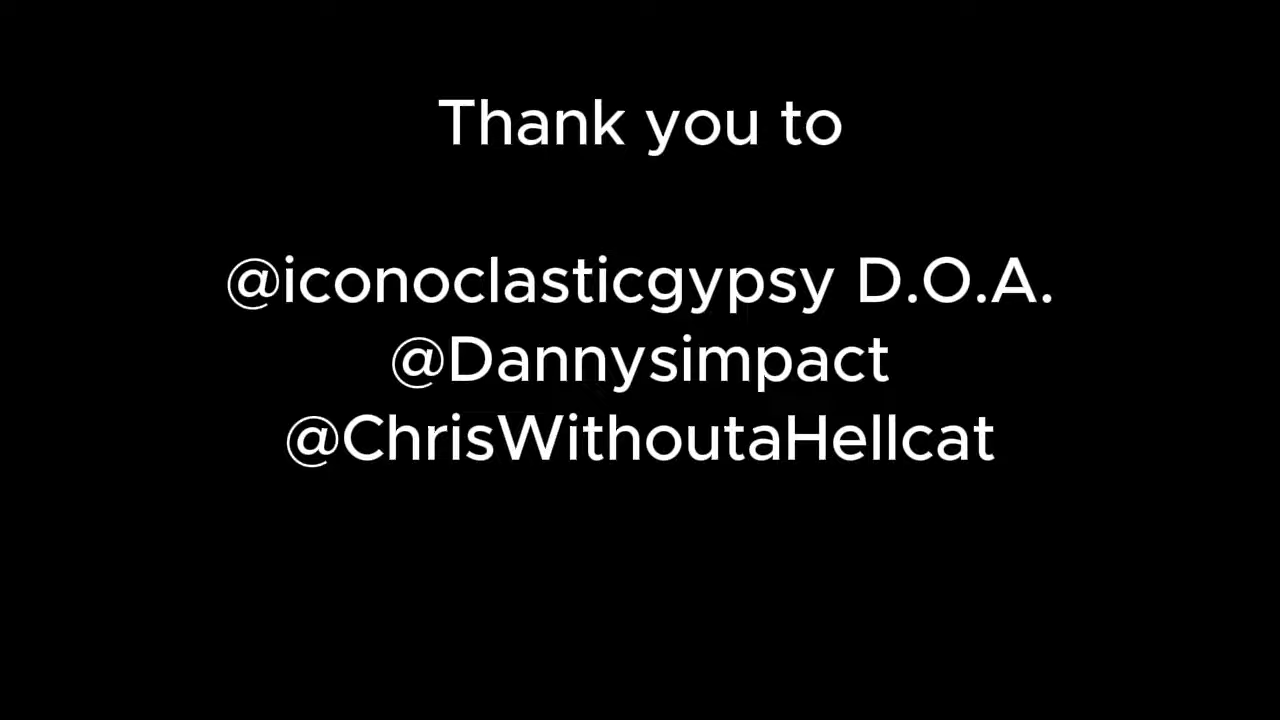 Thank you to
@iconoclasticgypsy D.O.A.
@Dannysimpact
@ChrisWithoutaHellcat